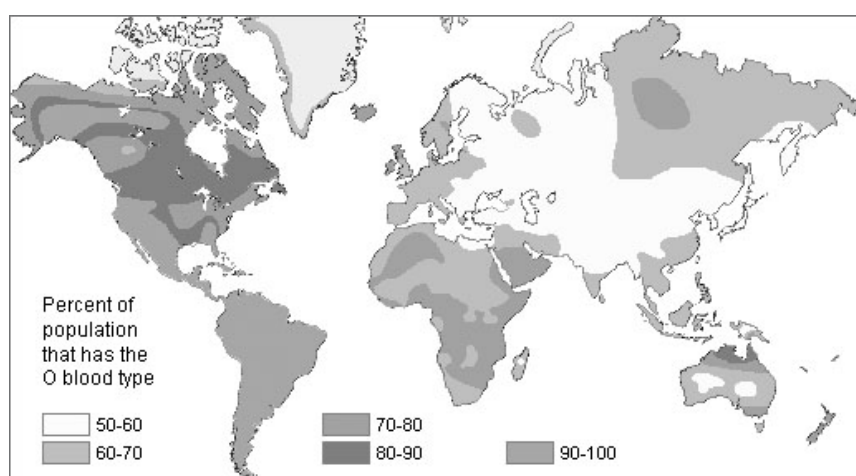 Percent of
population
that has the
O blood type
50-60
60-70
70-80
80-90
90-100